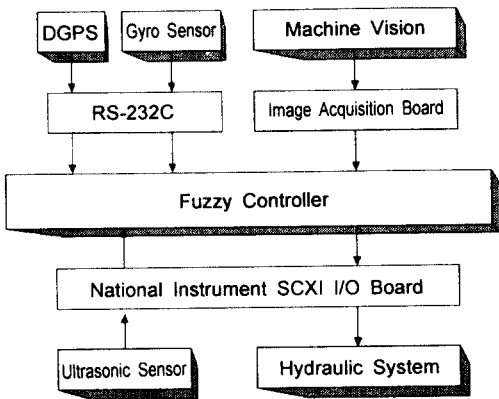 DGPS
Gyro Sensor
Machine Vision
RS-232C
Image Acquisition Board
Fuzzy Controller
National Instrument SCXI I/O Board
Ultrasonic Sensor
Hydraulic System